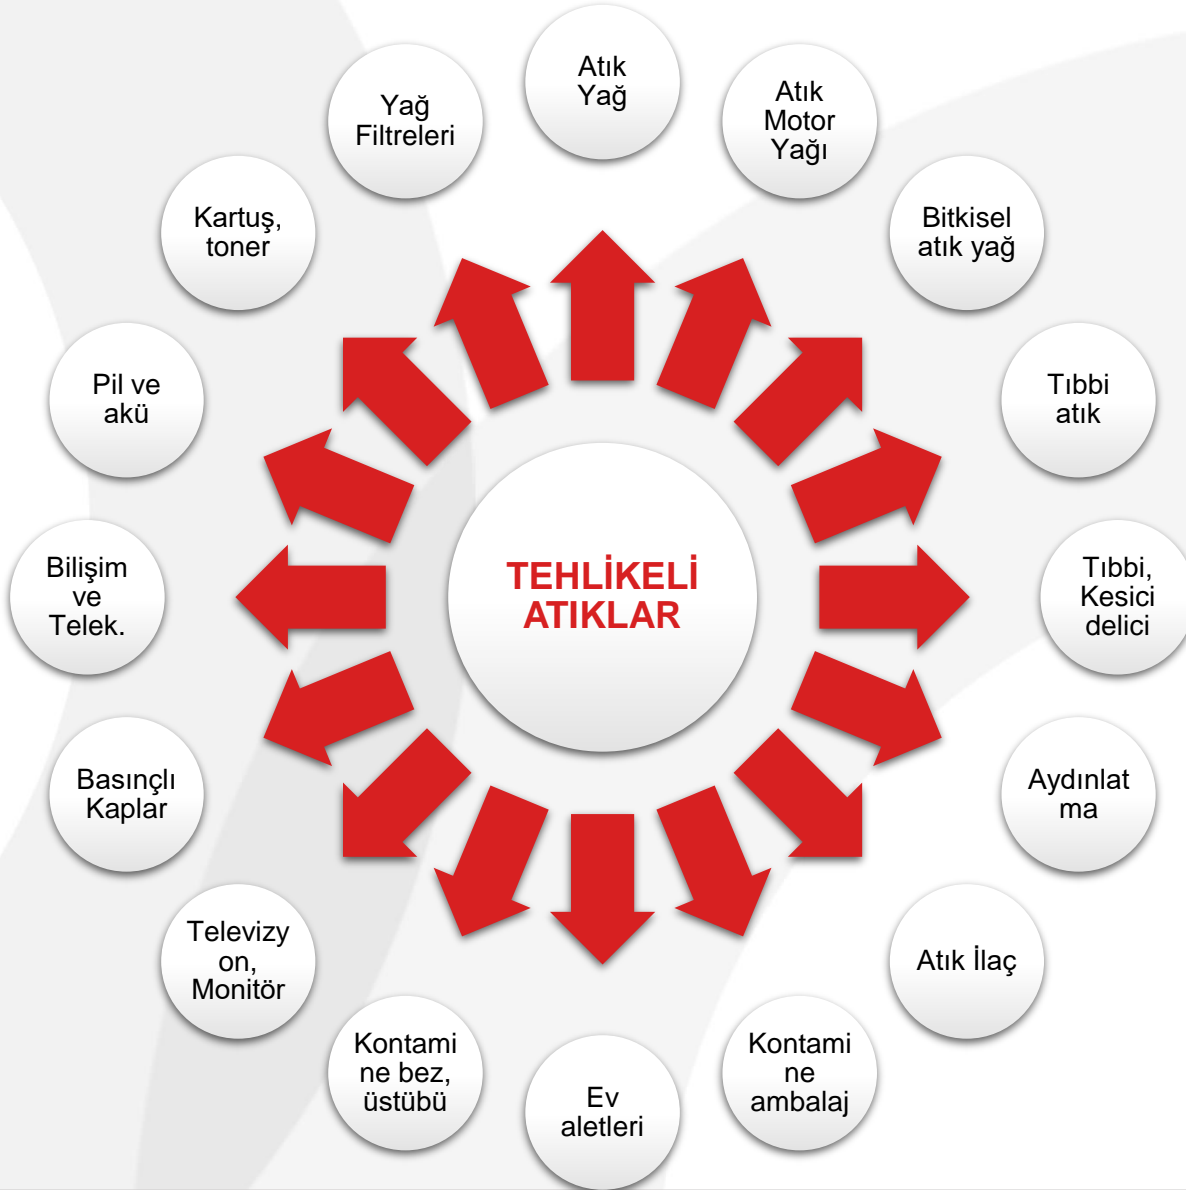 Atık
Yağ
Atık
Motor
Yağı
Bitkisel
atık yağ
Tıbbi
atık
Tıbbi,
Kesici
delici
Aydınlat
ma
Atık İlaç
Kontami
ne
ambalaj
Ev
aletleri
Kontami
ne bez,
üstübü
Televizy
on,
Monitör
Basınçlı
Kaplar
Bilişim
ve
Telek.
Pil ve
akü
Kartuş,
toner
Yağ
Filtreleri
TEHLİKELİ
ATIKLAR